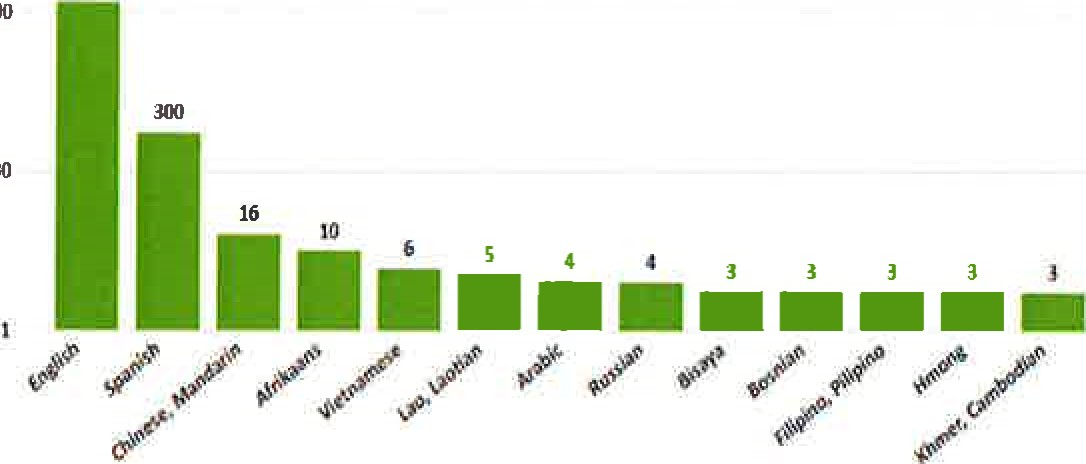 300
16
10
6
5
4
4
3
3
3
3
3
1
English
Spanish
Chinese, Mandarin
Afrikaans
Vietnamese
Lao, Laotian
Arabic
Russian
Bisaya
Bosnian
Filipino, Pilipino
Hmong
Khmer, Cambodian